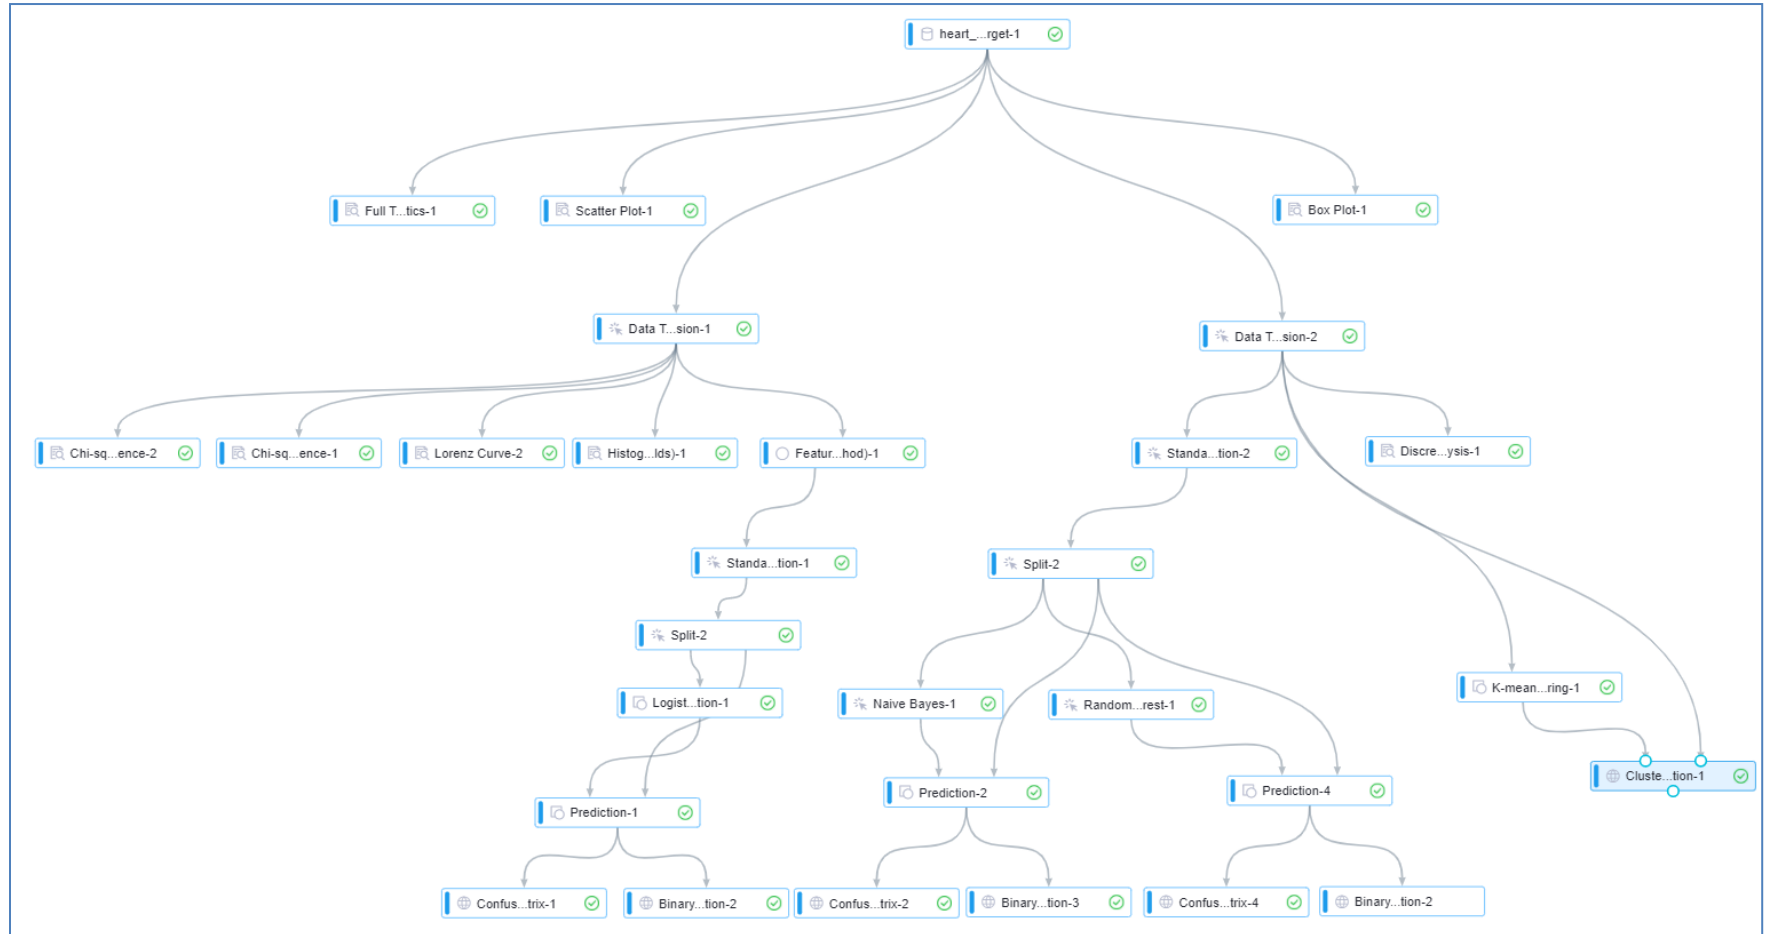 heart_...rget-1
Full T...tics-1
Scatter Plot-1
Box Plot-1
Data T...sion-1
Data T...sion-2
Chi-sq...ence-2
Chi-sq...ence-1
Lorenz Curve-2
Histog...lds)-1
Featur...hod)-1
Standa...tion-2
Discre...ysis-1
Standa...tion-1
Split-2
Split-2
Logist...tion-1
Naive Bayes-1
Random...rest-1
K-mean...ring-1
Cluste...tion-1
Prediction-1
Prediction-2
Prediction-4
Confus...trix-1
Binary...tion-2
Confus...trix-2
Binary...tion-3
Confus...trix-4
Binary...tion-2